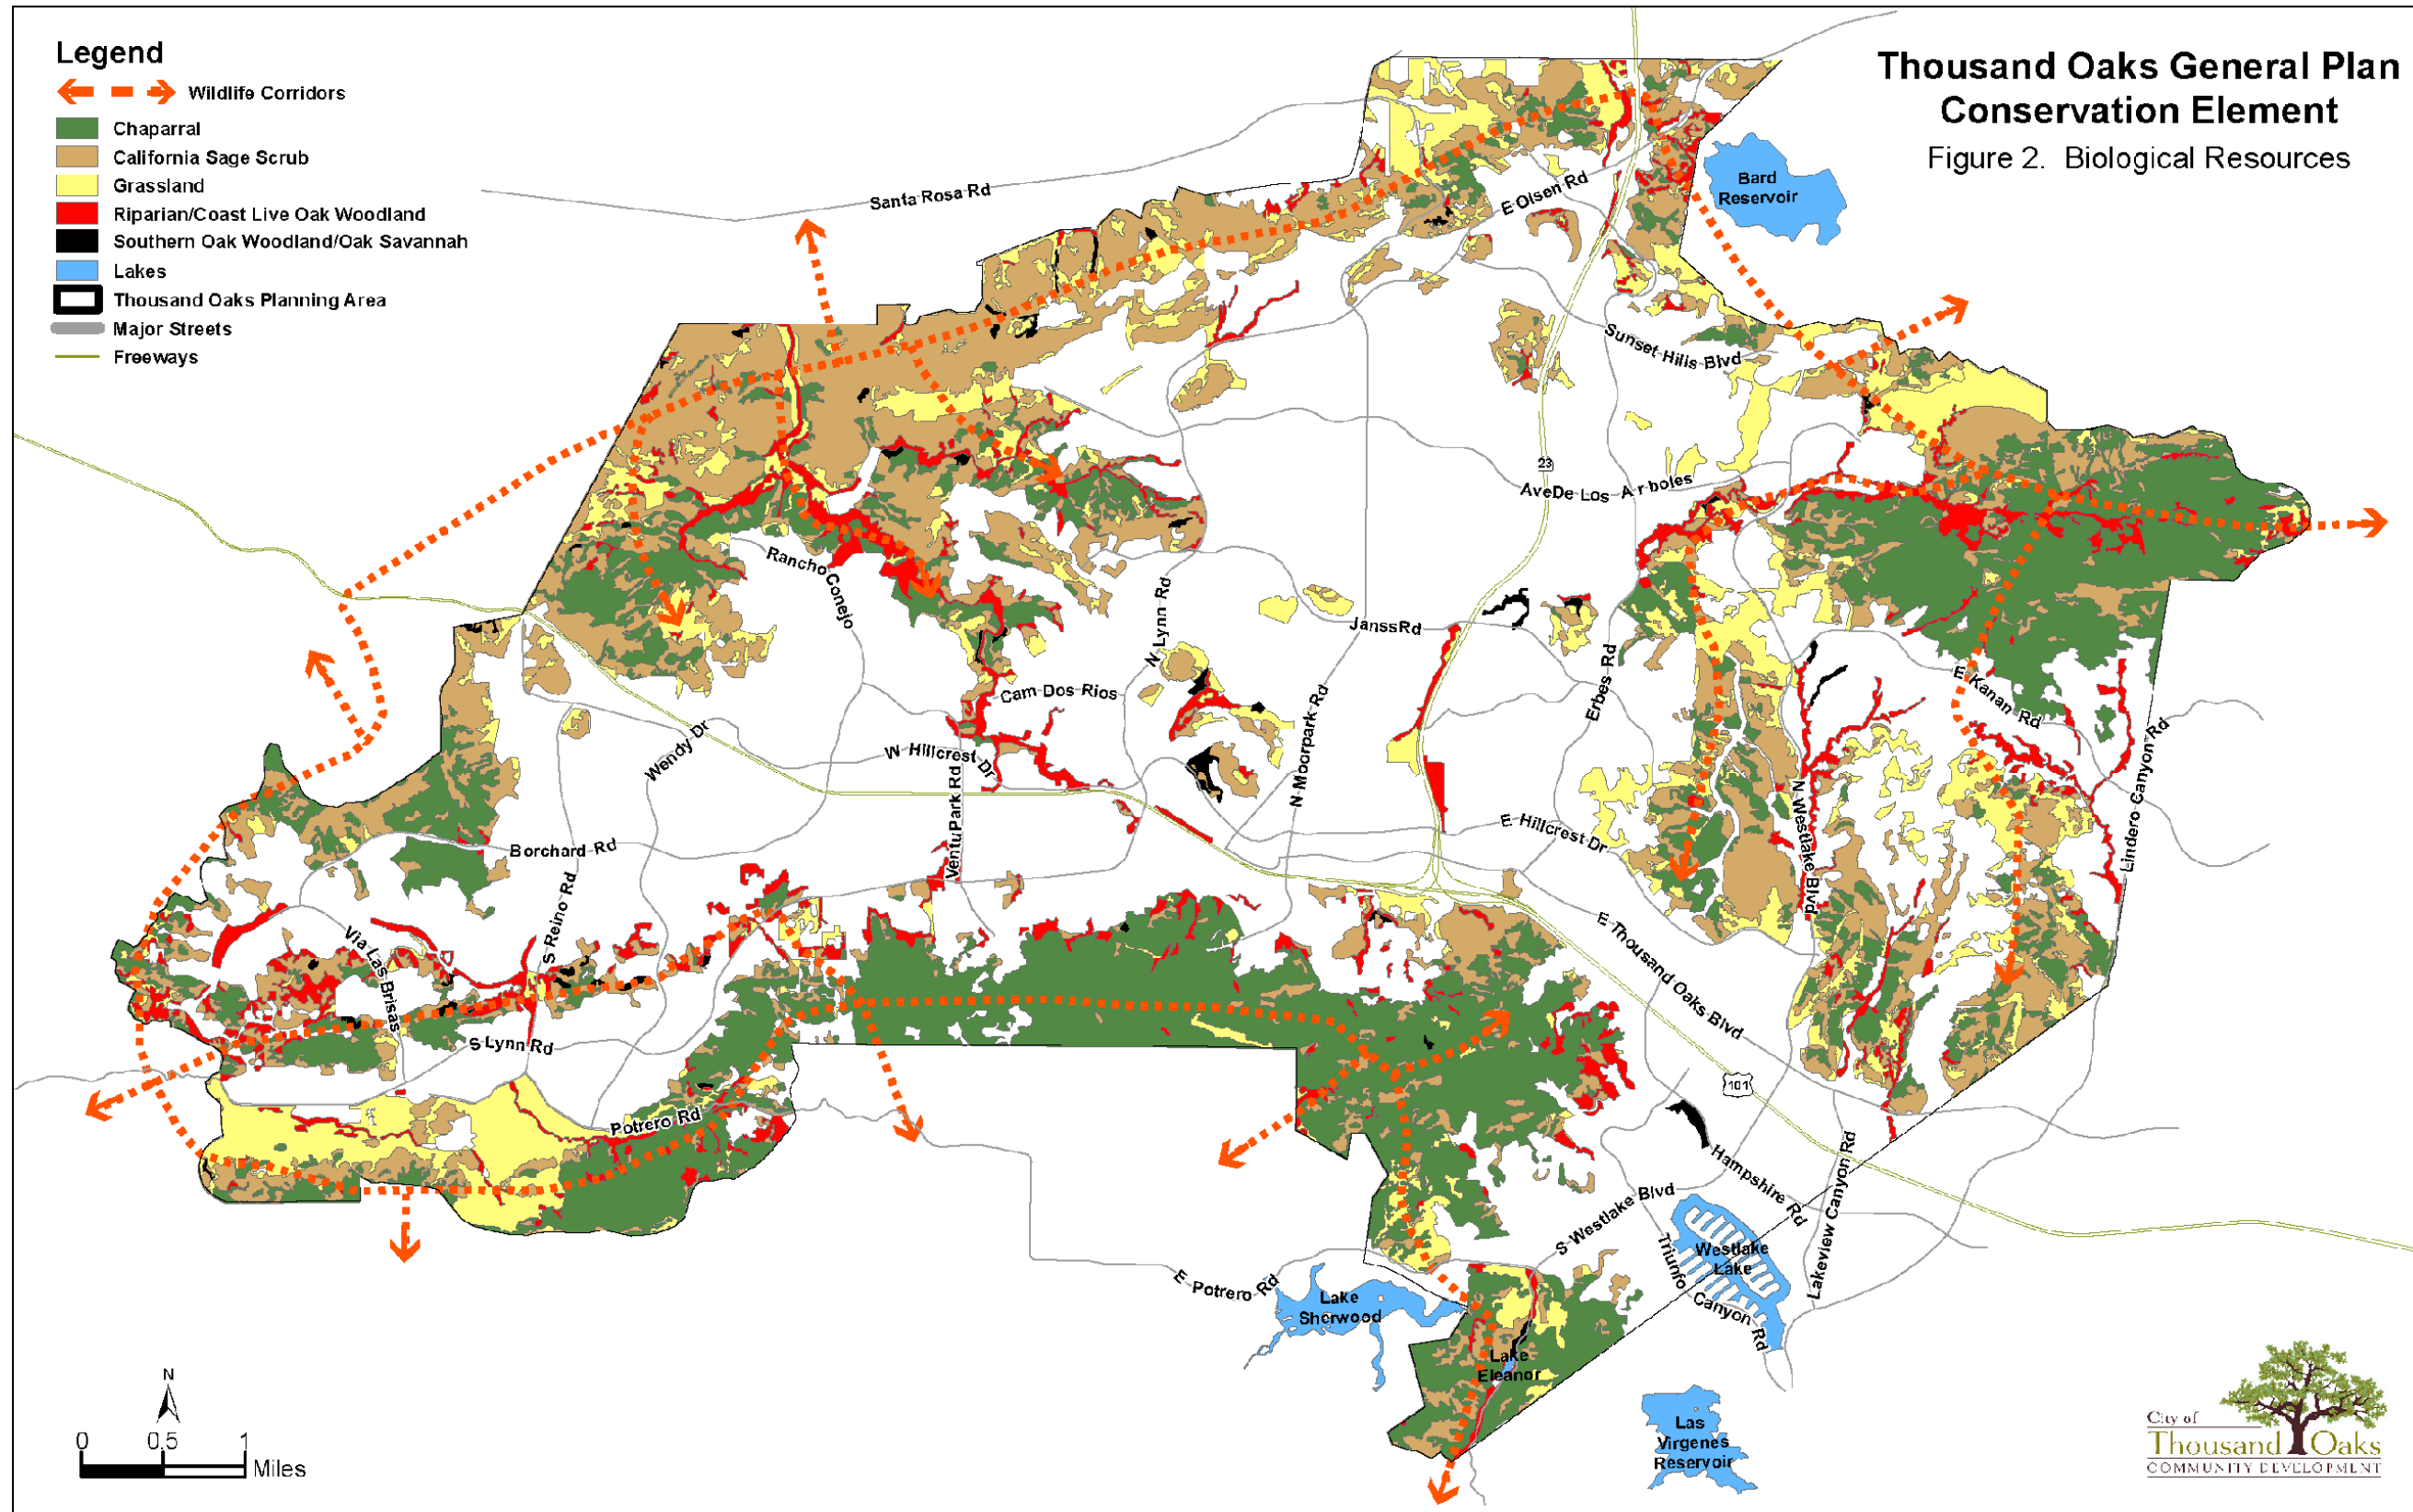 Legend
Wildlife Corridors
Chaparral
California Sage Scrub
Grassland
Riparian/Coast Live Oak Woodland
Southern Oak Woodland/Oak Savannah
Lakes
Thousand Oaks Planning Area
Major Streets
Freeways
Thousand Oaks General Plan
Conservation Element
Figure 2. Biological Resources
Bard
Reservoir
Santa Rosa Rd
E Olsen Rd
Sunset Hills Blvd
23
Ave De Los Arboles
Rancho Conejo
N Lynn Rd
Janss Rd
Erbes Rd
E Kanan Rd
Cam Dos Rios
N Moorpark Rd
Wendy Dr
W Hillcrest Dr
Ventu Park Rd
N Westlake Blvd
Lindero Canyon Rd
E Hillcrest Dr
Borchard Rd
S Reino Rd
Via Las Brisas
E Thousand Oaks Blvd
S Lynn Rd
101
Potrero Rd
Hampshire Rd
Lakeview Canyon Rd
S Westlake Blvd
Westlake
Lake
Triunfo
Canyon Rd
E Potrero Rd
Lake
Sherwood
Lake
Eleanor
Las
Virgenes
Reservoir
N
0 0.5 1
Miles
City of
Thousand Oaks
COMMUNITY DEVELOPMENT